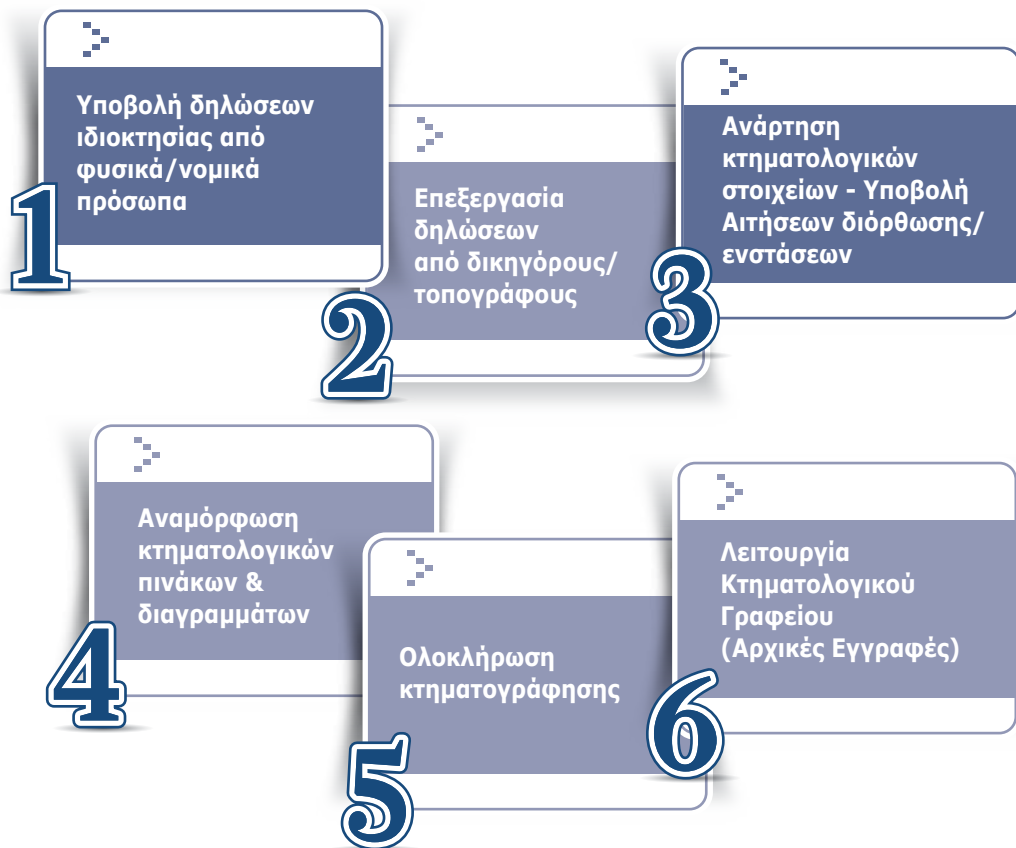 1
Υποβολή δηλώσεων
ιδιοκτησίας από
φυσικά/νομικά
πρόσωπα
2
Επεξεργασία
δηλώσεων
από δικηγόρους/
τοπογράφους
3
Ανάρτηση
κτηματολογικών
στοιχείων - Υποβολή
Αιτήσεων διόρθωσης/
ενστάσεων
4
Αναμόρφωση
κτηματολογικών
πινάκων &
διαγραμμάτων
5
Ολοκλήρωση
κτηματογράφησης
6
Λειτουργία
Κτηματολογικού
Γραφείου
(Αρχικές Εγγραφές)